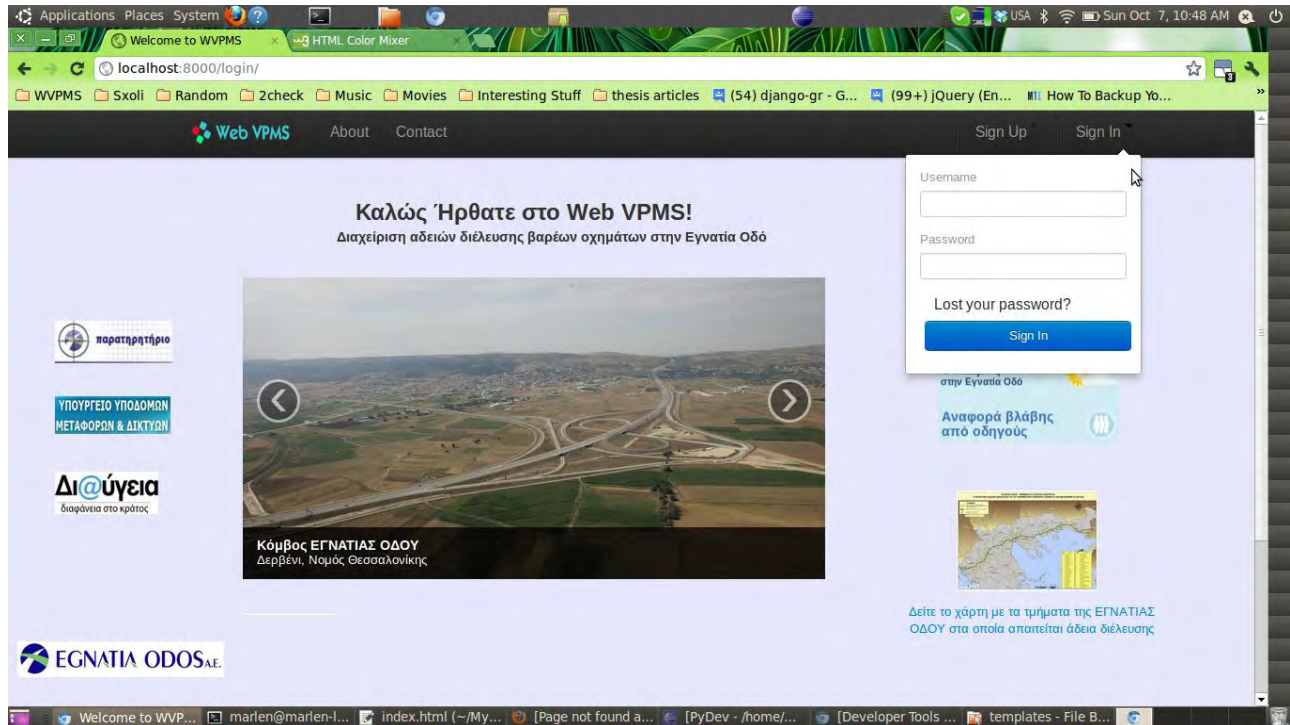 Applications Places System
USA
Sun Oct 7, 10:48 AM
Welcome to WVPMS
HTML Color Mixer
localhost:8000/login/
WVPMS
Sxoli
Random
2check
Music
Movies
Interesting Stuff
thesis articles
(54) django-gr - G...
(99+) jQuery (En...
How To Backup Yo...
»
Web VPMS
About
Contact
Sign Up
Sign In
Username
Password
Lost your password?
Sign In
Καλώς Ήρθατε στο Web VPMS!
Διαχείριση αδειών διέλευσης βαρέων οχημάτων στην Εγνατία Οδό
παρατηρητήριο
ΥΠΟΥΡΓΕΙΟ ΥΠΟΔΟΜΩΝ
ΜΕΤΑΦΟΡΩΝ & ΔΙΚΤΥΩΝ
Δι@ύγεια
διαφάνεια στο κράτος
Κόμβος ΕΓΝΑΤΙΑΣ ΟΔΟΥ
Δερβένι, Νομός Θεσσαλονίκης
στην Εγνατία Οδό
Αναφορά βλάβης
από οδηγούς
Δείτε το χάρτη με τα τμήματα της ΕΓΝΑΤΙΑΣ
ΟΔΟΥ στα οποία απαιτείται άδεια διέλευσης
EGNATIA ODOS A.E.
Welcome to WVP...
marlen@marlen-l...
index.html (~/My...
[Page not found a...
[PyDev - /home/...
[Developer Tools ...
templates - File B...